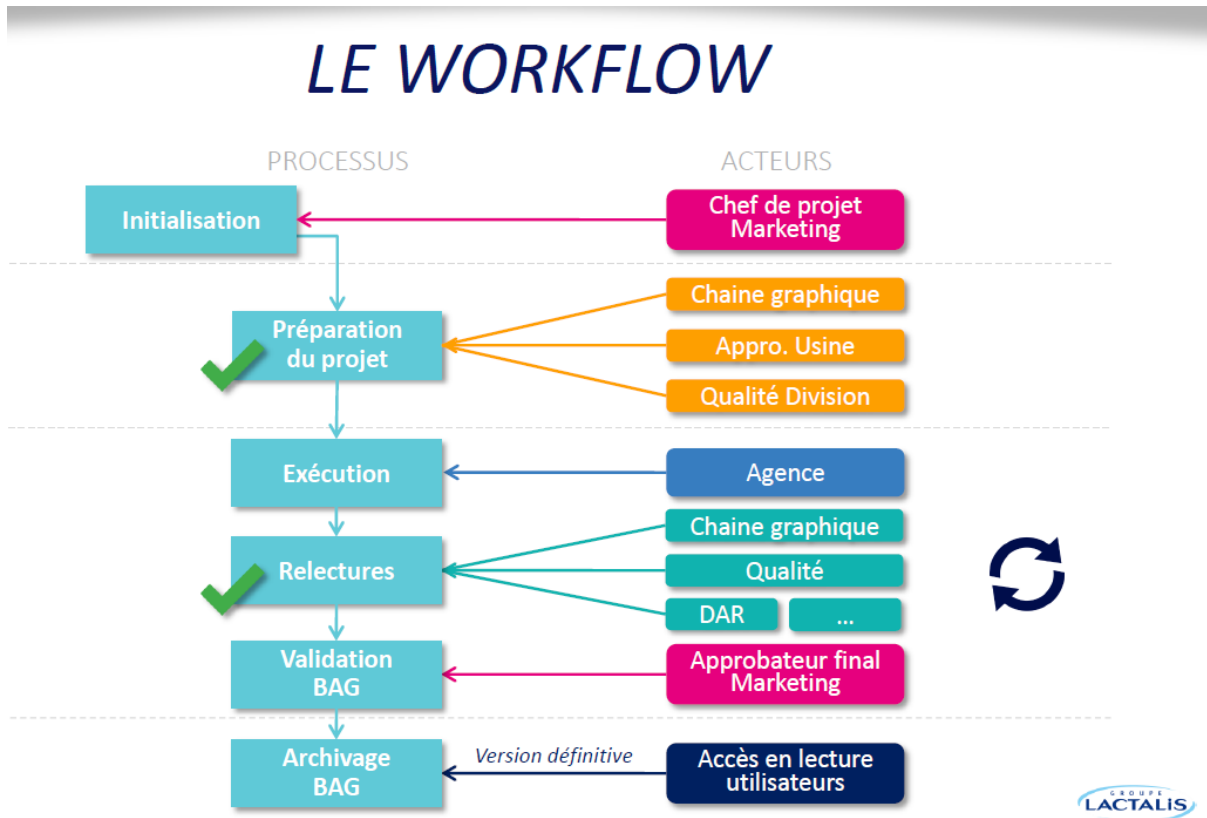 LE WORKFLOW
PROCESSUS
ACTEURS
Initialisation
Chef de projet
Marketing
Préparation
du projet
Chaine graphique
Appro. Usine
Qualité Division
Exécution
Agence
Relectures
Chaine graphique
Qualité
DAR
...
Validation
BAG
Approbateur final
Marketing
Archivage
BAG
Version définitive
Accès en lecture
utilisateurs
GROUPE
LACTALIS